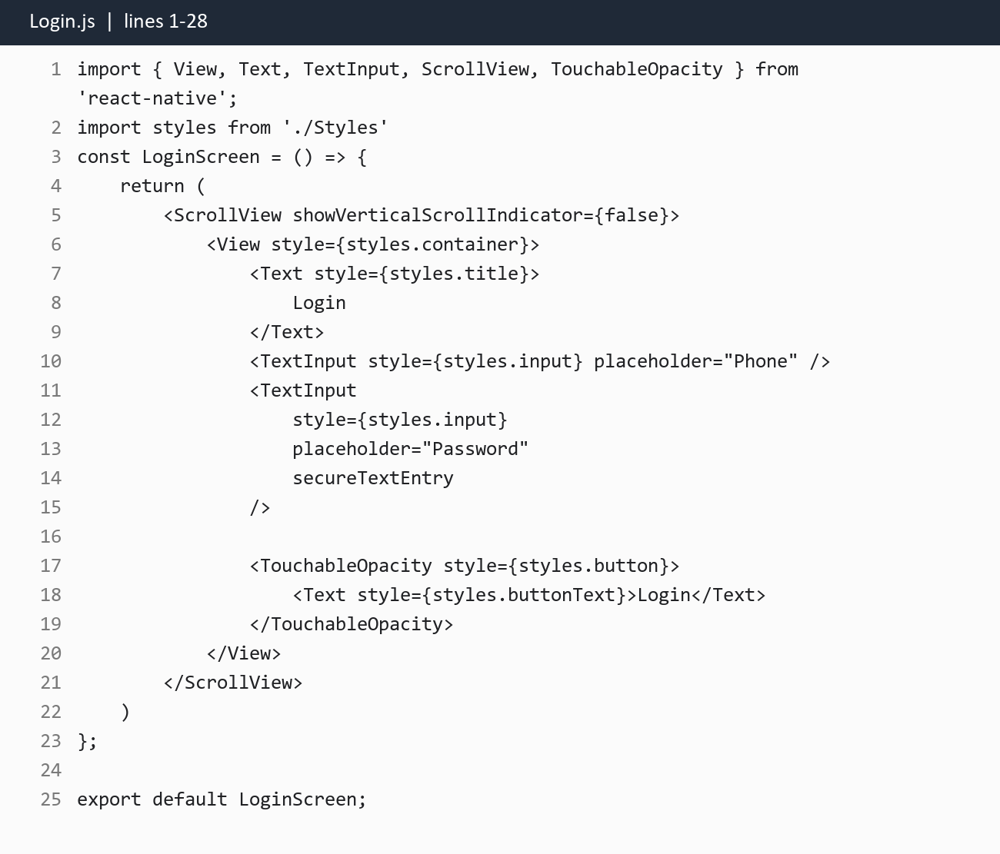 Login.js | lines 1-28
1 import { View, Text, TextInput, ScrollView, TouchableOpacity } from
'react-native';
2 import styles from './Styles'
3 const LoginScreen = () => {
4     return (
5         <ScrollView showVerticalScrollIndicator={false}>
6             <View style={styles.container}>
7                 <Text style={styles.title}>
8                     Login
9                 </Text>
10                 <TextInput style={styles.input} placeholder="Phone" />
11                 <TextInput
12                     style={styles.input}
13                     placeholder="Password"
14                     secureTextEntry
15                 />
16
17                 <TouchableOpacity style={styles.button}>
18                     <Text style={styles.buttonText}>Login</Text>
19                 </TouchableOpacity>
20             </View>
21         </ScrollView>
22     )
23 };
24
25 export default LoginScreen;